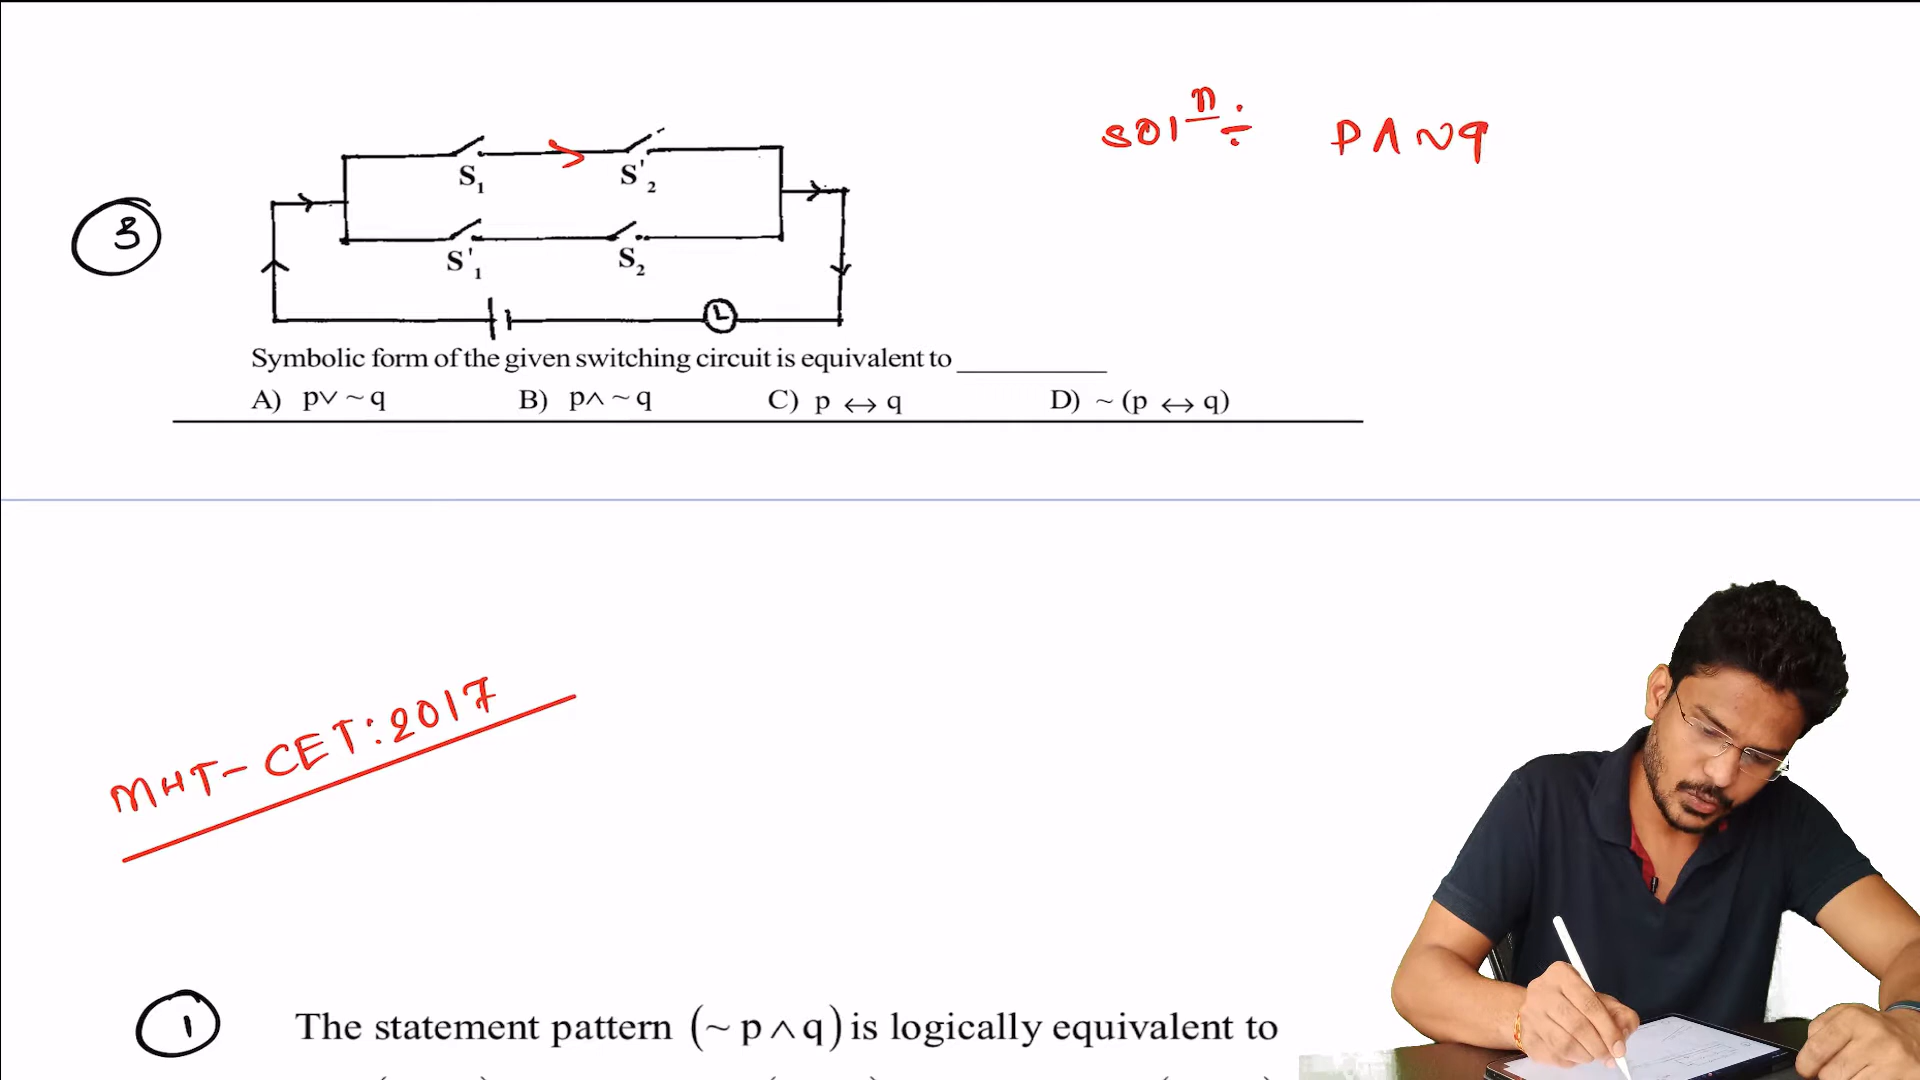 solⁿ ÷ p ∧ ~ q
S₁ S'₂
3
S'₁ S₂
L
Symbolic form of the given switching circuit is equivalent to __________
A) p∨ ~ q B) p∧ ~ q C) p ↔ q D) ~ (p ↔ q)
MHT-CET:2017
1 The statement pattern (~ p ∧ q) is logically equivalent to